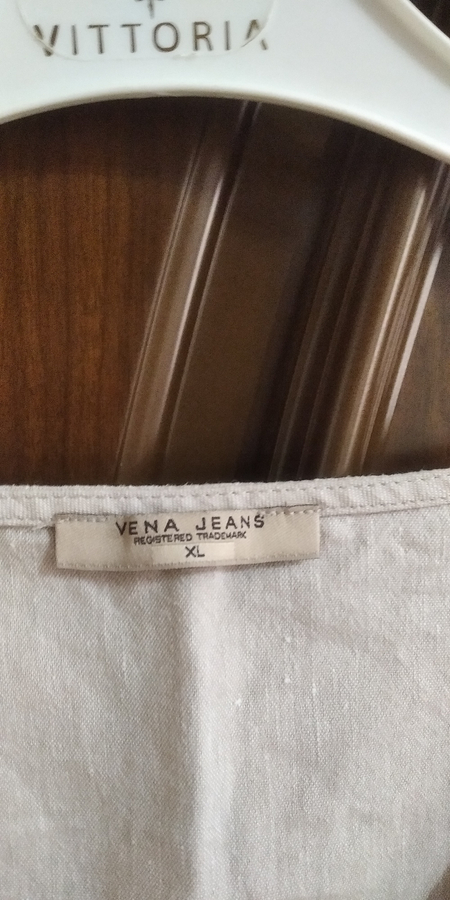 VITTORIA
VENA JEANS
REGISTERED TRADEMARK
XL